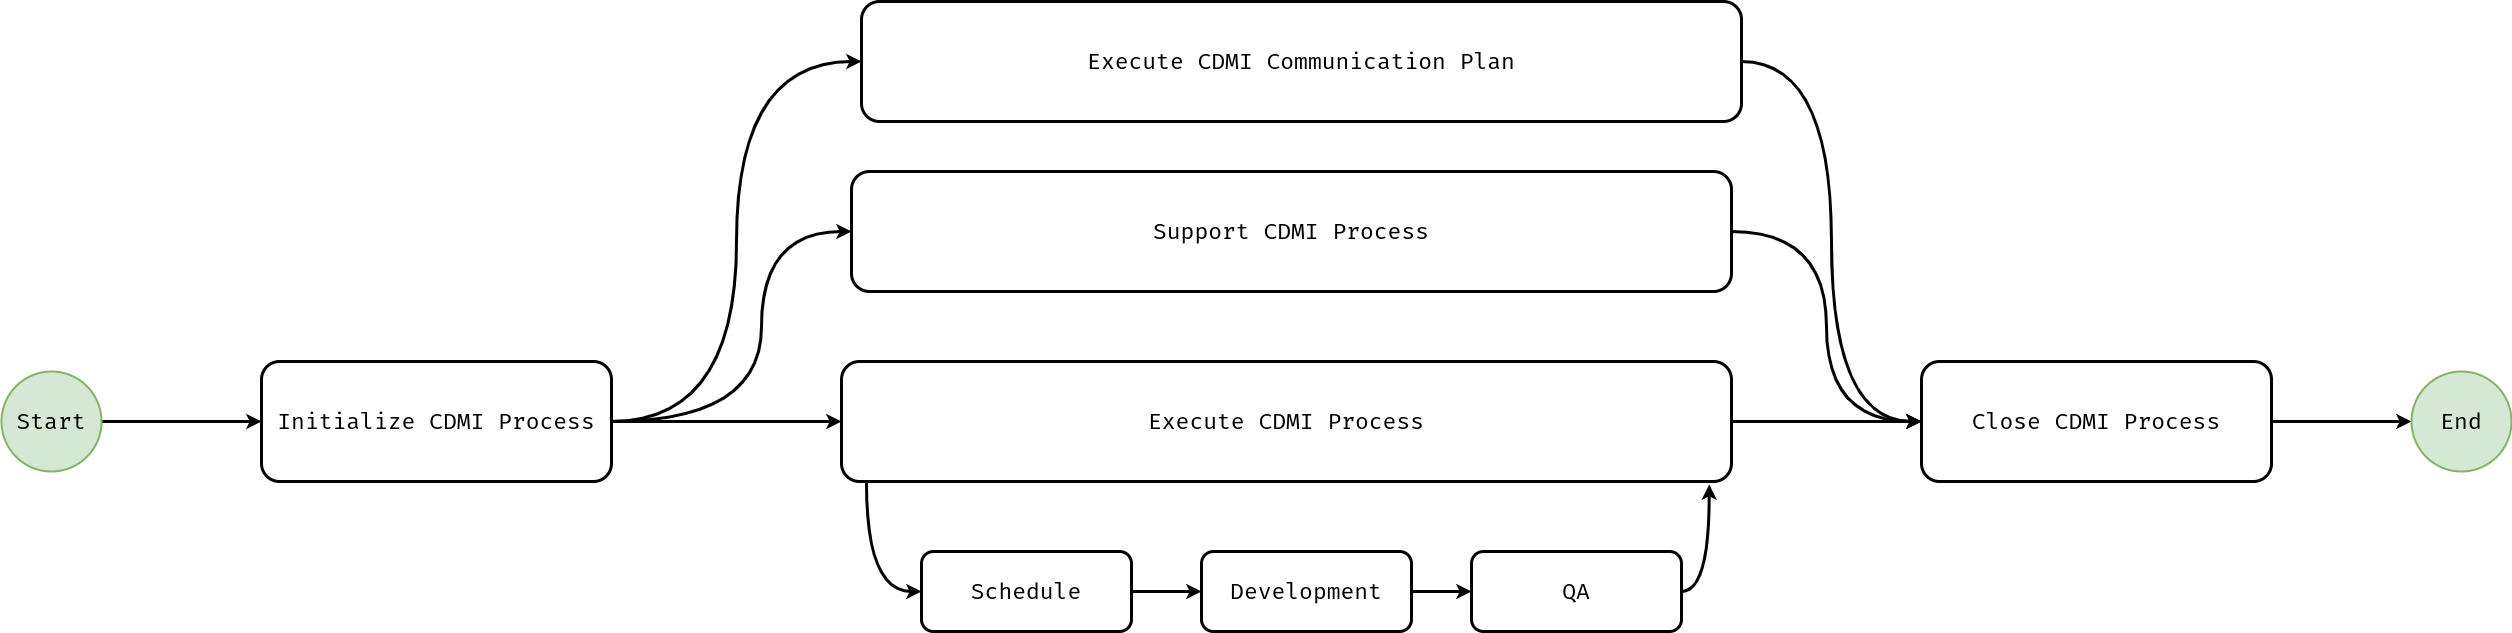 Execute CDMI Communication Plan
Support CDMI Process
Start
Initialize CDMI Process
Execute CDMI Process
Close CDMI Process
End
Schedule
Development
QA